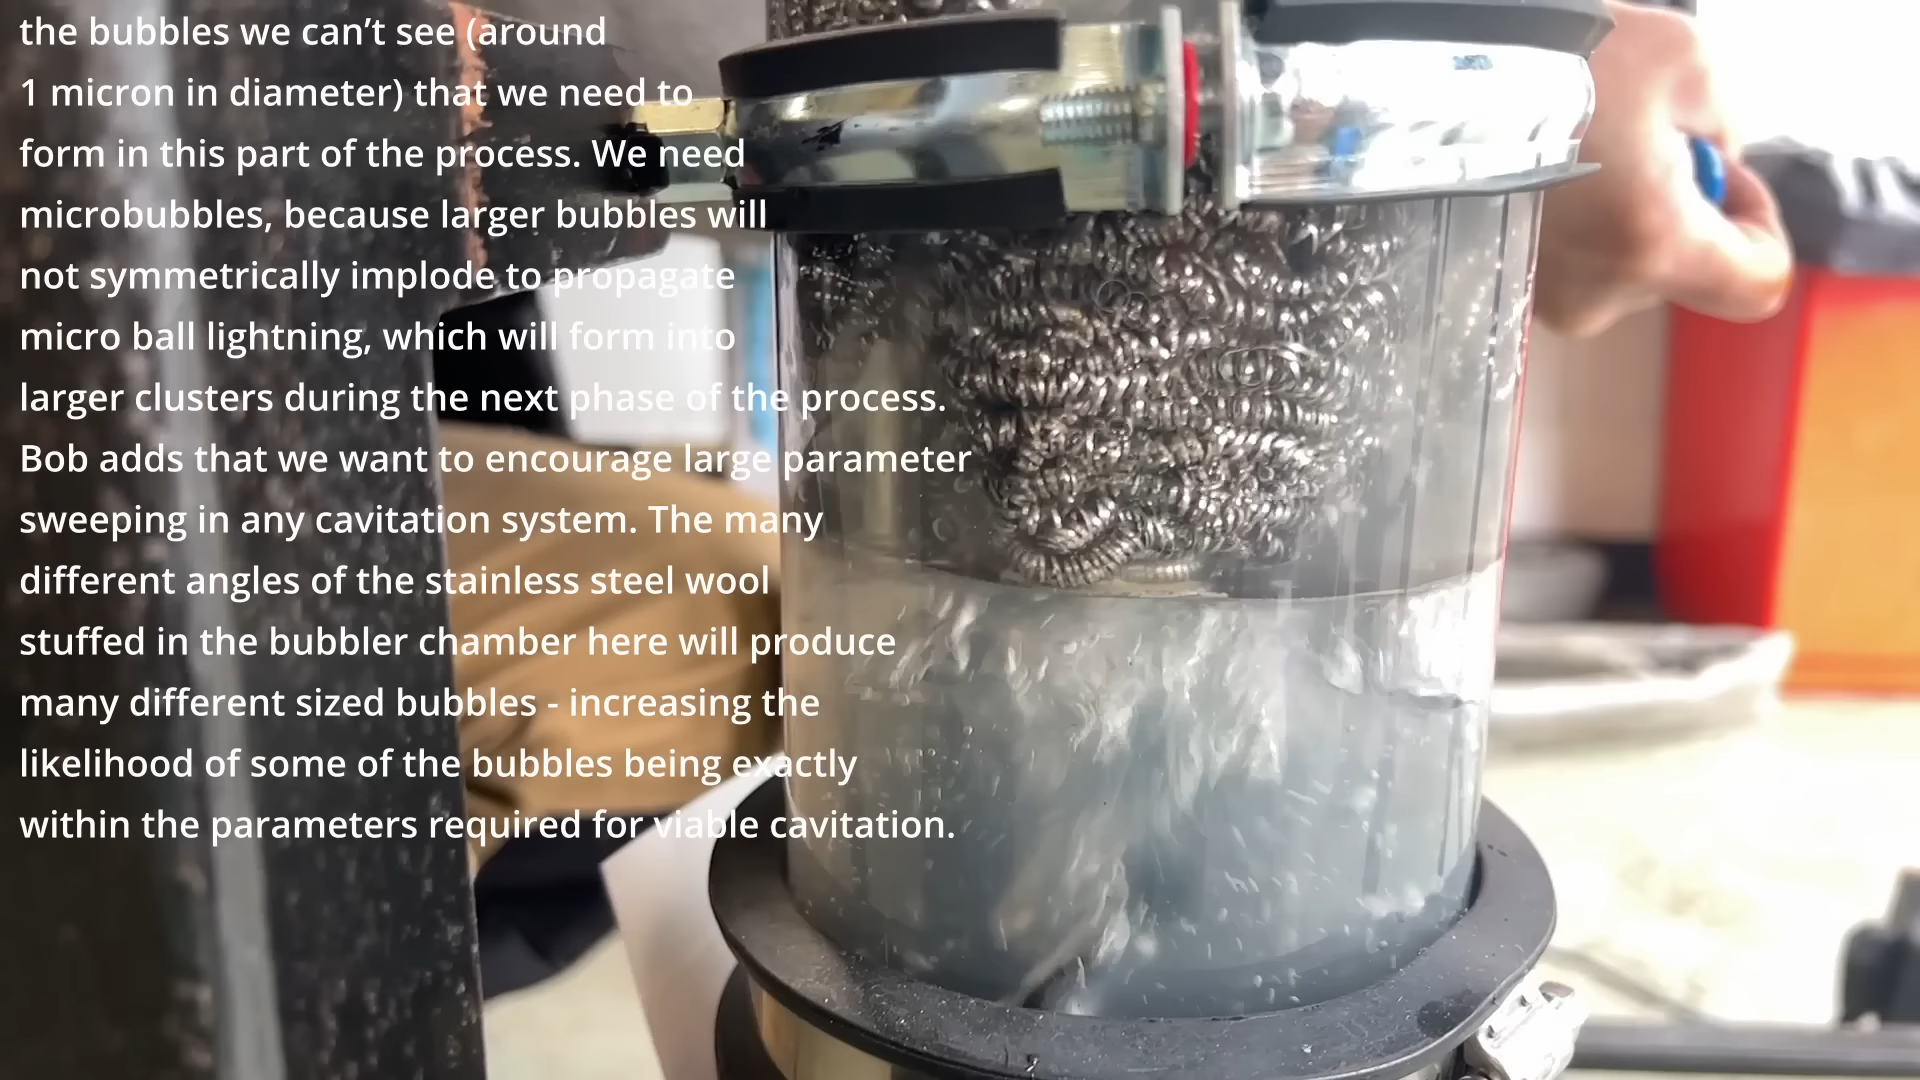 the bubbles we can’t see (around
1 micron in diameter) that we need to
form in this part of the process. We need
microbubbles, because larger bubbles will
not symmetrically implode to propagate
micro ball lightning, which will form into
larger clusters during the next phase of the process.
Bob adds that we want to encourage large parameter
sweeping in any cavitation system. The many
different angles of the stainless steel wool
stuffed in the bubbler chamber here will produce
many different sized bubbles - increasing the
likelihood of some of the bubbles being exactly
within the parameters required for viable cavitation.